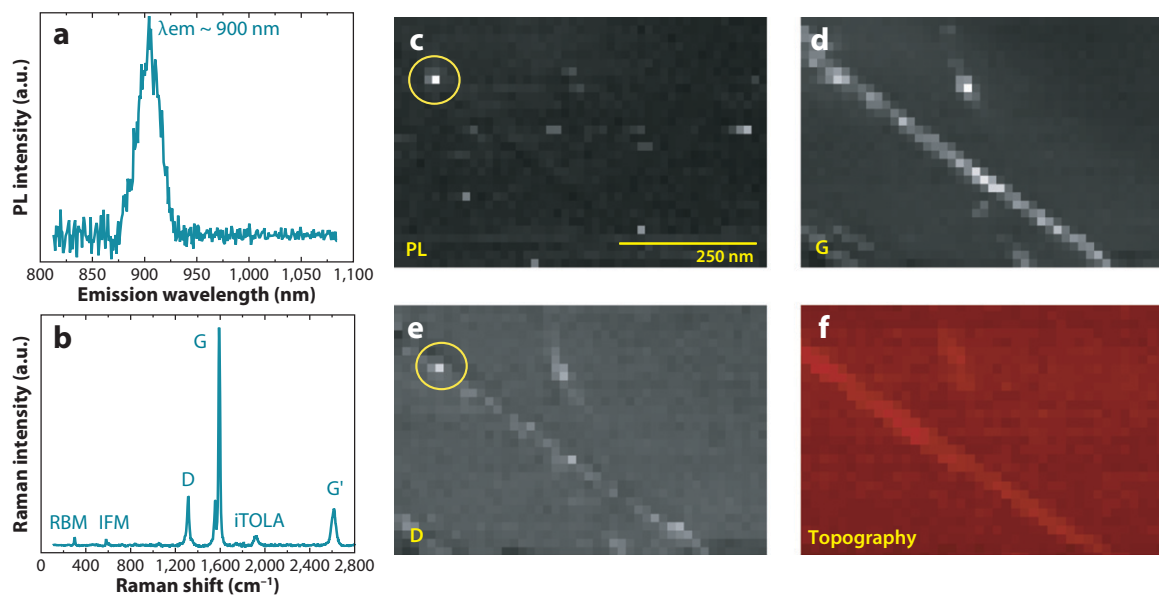 a
λem ~ 900 nm
PL intensity (a.u.)
800 850 900 950 1,000 1,050 1,100
Emission wavelength (nm)
b
G
D
G'
RBM IFM iTOLA
Raman intensity (a.u.)
0 400 800 1,200 1,600 2,000 2,400 2,800
Raman shift (cm⁻¹)
c
PL
250 nm
d
G
e
D
f
Topography